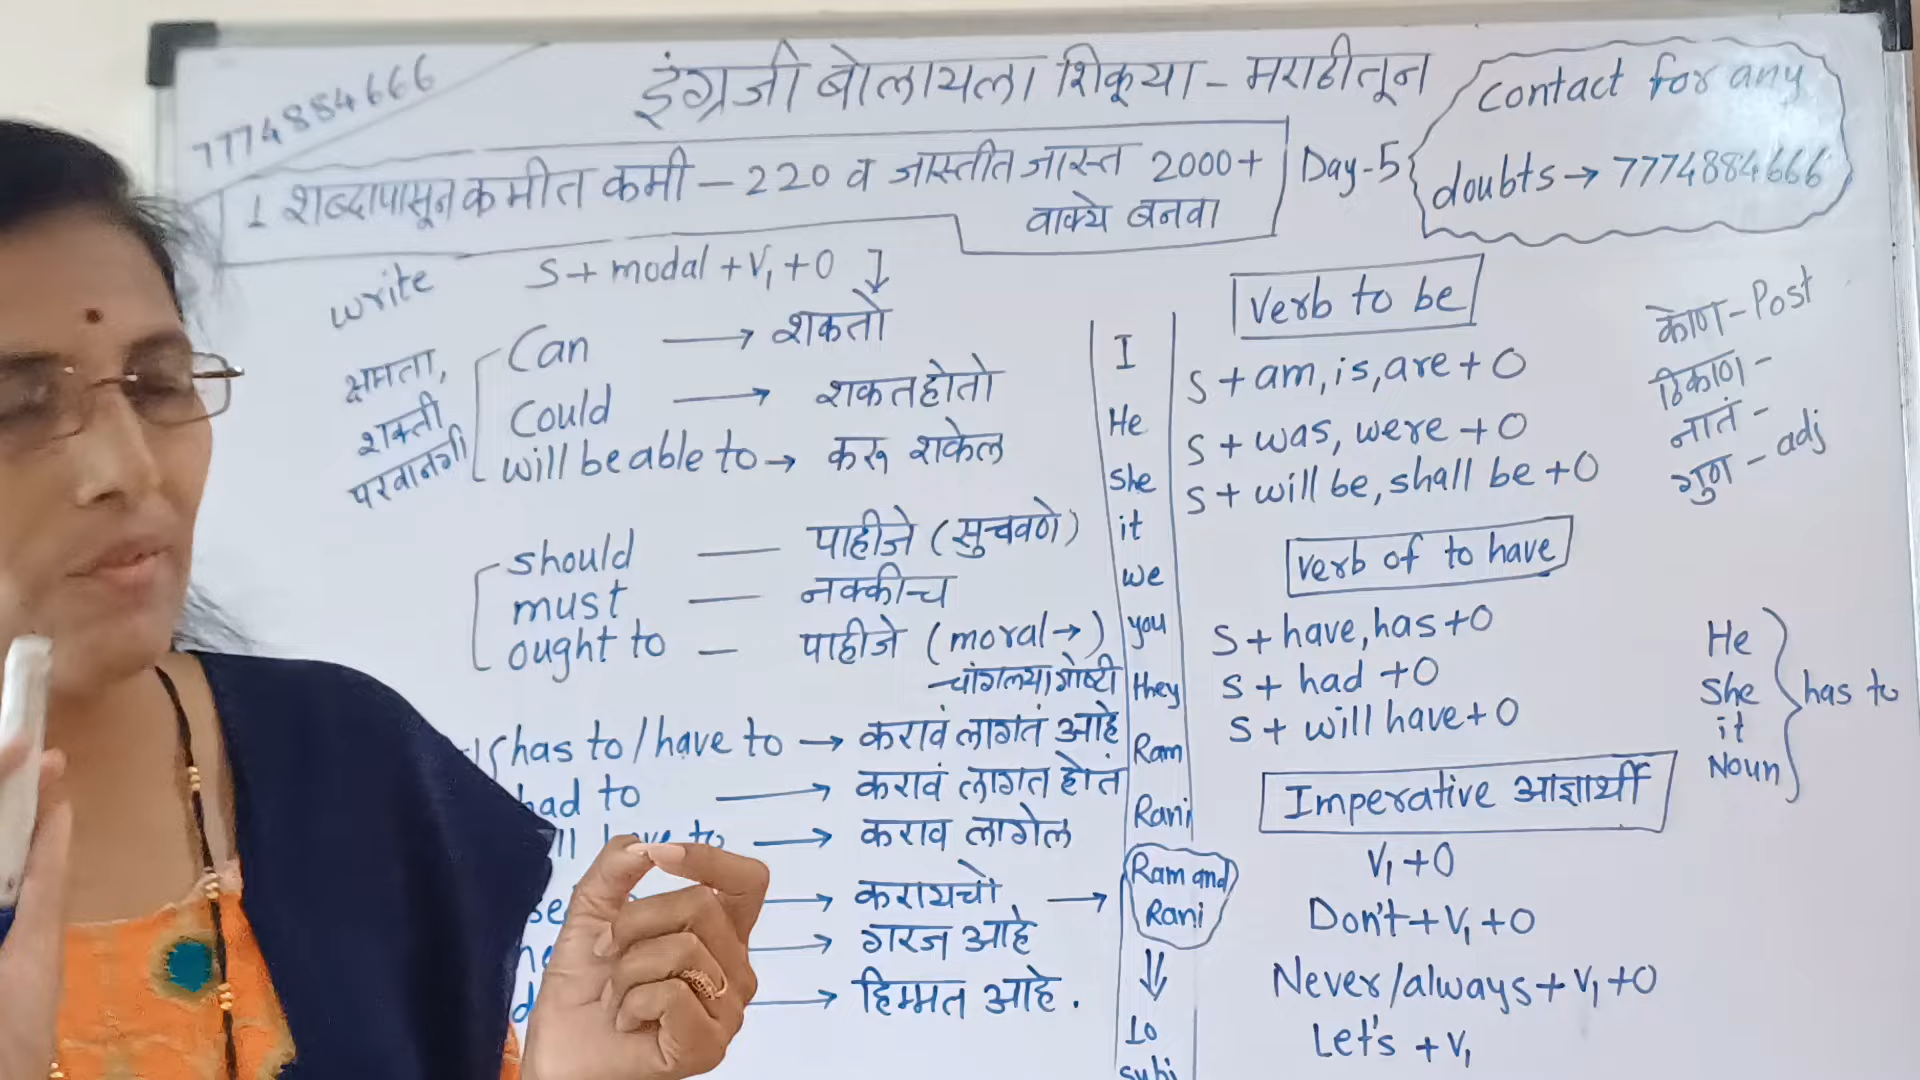 7774884666
इंग्रजी बोलायला शिकूया - मराठीतून
contact for any
doubts → 7774884666
1 शब्दापासून कमीत कमी - 220 व जास्तीत जास्त 2000+
वाक्ये बनवा
Day-5
write
S + modal + V1 + O
क्षमता,
शक्ती
परवानगी
Can → शकतो
Could → शकत होतो
will be able to → करू शकेल
should — पाहीजे (सुचवणे)
must — नक्कीच
ought to — पाहीजे (moral →)
चांगल्या गोष्टी
has to / have to → करावं लागतं आहे
had to → करावं लागत होतं
have to → कराव लागेल
करायचो →
→ गरज आहे
→ हिम्मत आहे.
I
He
she
it
we
you
they
Ram
Rani
Ram and
Rani
10
subj
Verb to be
S + am, is, are + O
S + was, were + O
S + will be, shall be + O
कोण - Post
ठिकाण -
नातं -
गुण - adj
Verb of to have
S + have, has + O
S + had + O
S + will have + O
He
She
it
Noun
has to
Imperative आज्ञार्थी
V1 + O
Don't + V1 + O
Never/always + V1 + O
Let's + V1